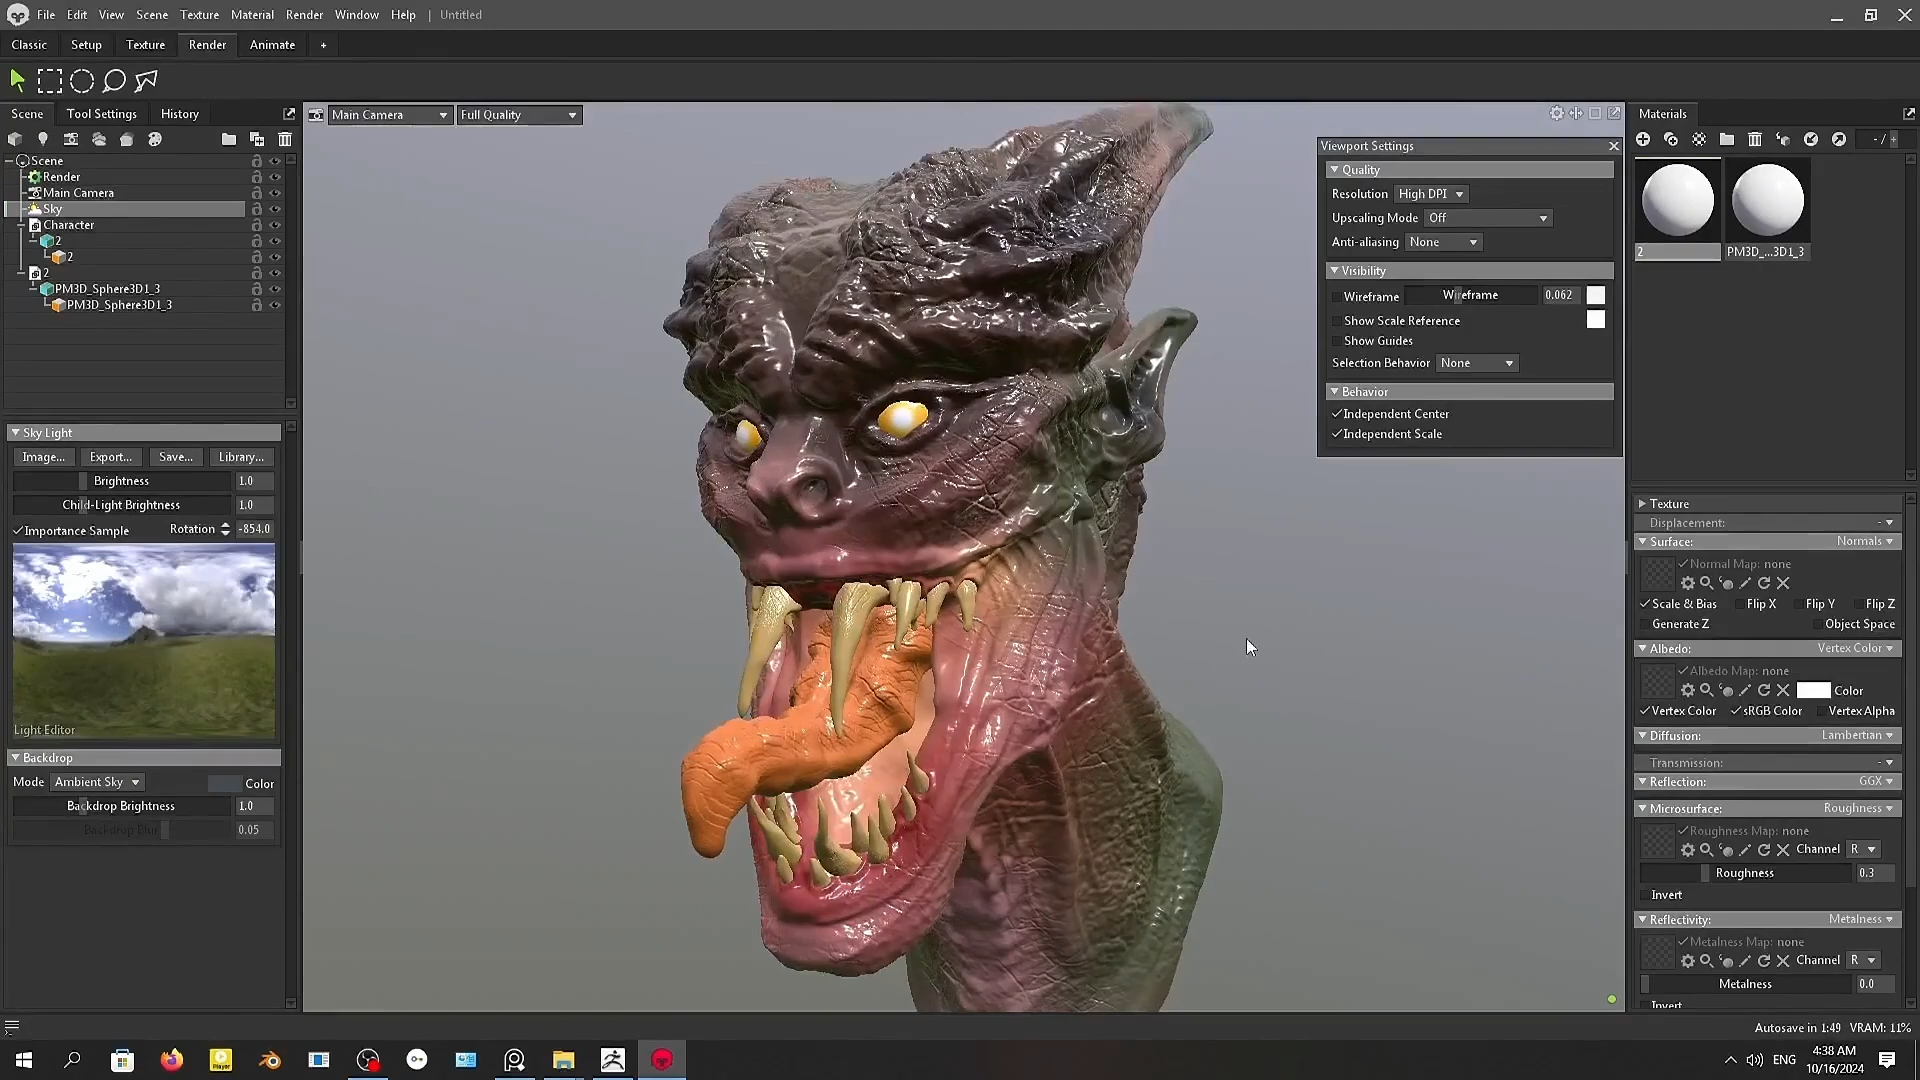 File Edit View Scene Texture Material Render Window Help | Untitled
Classic Setup Texture Render Animate +
Scene Tool Settings History
Main Camera Full Quality
Materials
Scene
Render
Main Camera
Sky
Character
2
2
2
PM3D_Sphere3D1_3
PM3D_Sphere3D1_3
Sky Light
Image... Export... Save... Library...
Brightness 1.0
Child-Light Brightness 1.0
Importance Sample Rotation -854.0
Light Editor
Backdrop
Mode Ambient Sky Color
Backdrop Brightness 1.0
Backdrop Blur 0.05
Viewport Settings
Quality
Resolution High DPI
Upscaling Mode Off
Anti-aliasing None
Visibility
Wireframe Wireframe 0.062
Show Scale Reference
Show Guides
Selection Behavior None
Behavior
Independent Center
Independent Scale
- /
2 PM3D_...3D1_3
Texture
Displacement: -
Surface: Normals
Normal Map: none
Scale & Bias Flip X Flip Y Flip Z
Generate Z Object Space
Albedo: Vertex Color
Albedo Map: none
Color
Vertex Color sRGB Color Vertex Alpha
Diffusion: Lambertian
Transmission: -
Reflection: GGX
Microsurface: Roughness
Roughness Map: none
Channel R
Roughness 0.3
Invert
Reflectivity: Metalness
Metalness Map: none
Channel R
Metalness 0.0
Invert
Autosave in 1:49 VRAM: 11%
Player
ENG
4:38 AM
10/16/2024